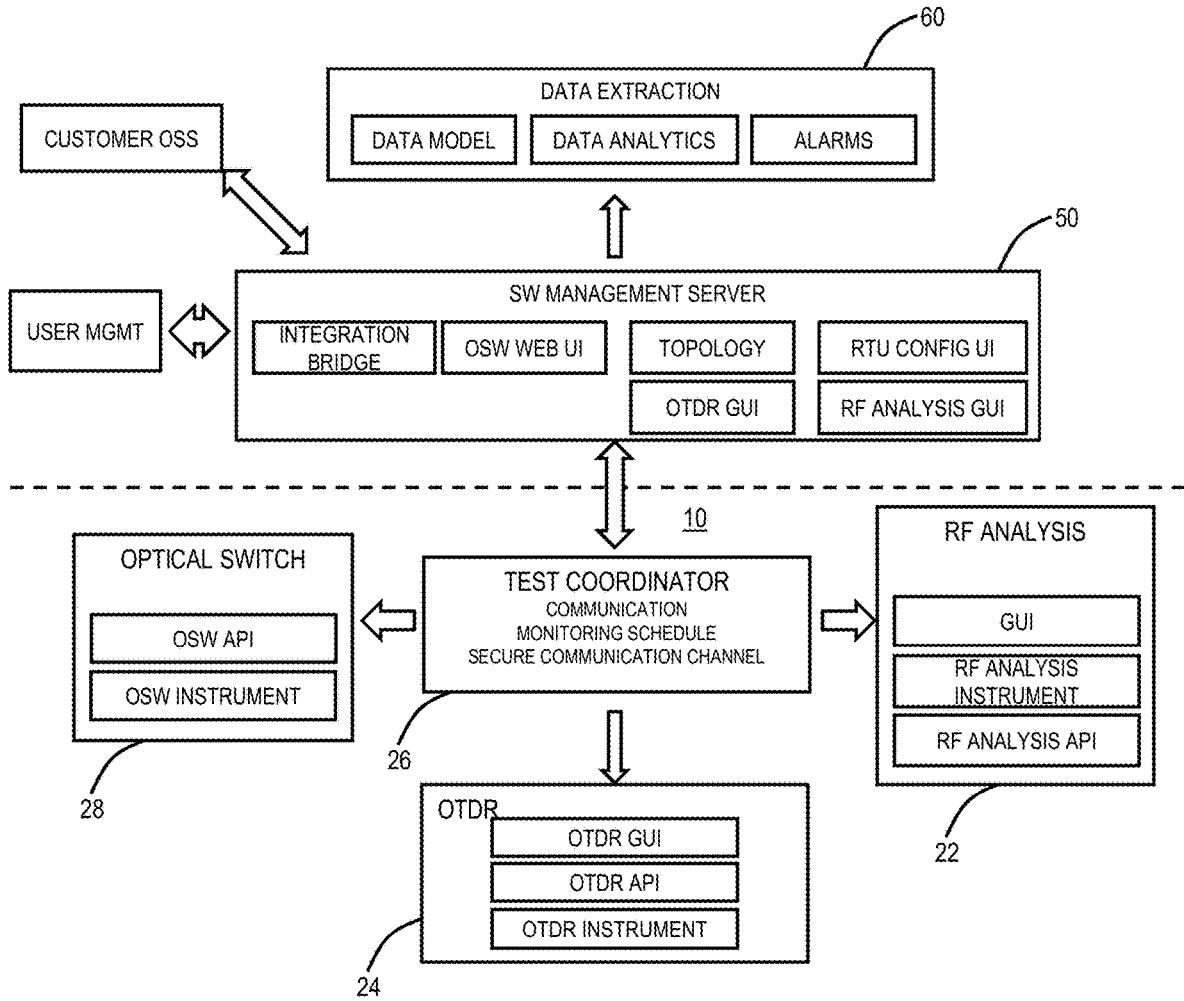 60
DATA EXTRACTION
DATA MODEL
DATA ANALYTICS
ALARMS
CUSTOMER OSS
50
SW MANAGEMENT SERVER
USER MGMT
INTEGRATION
BRIDGE
OSW WEB UI
TOPOLOGY
RTU CONFIG UI
OTDR GUI
RF ANALYSIS GUI
10
OPTICAL SWITCH
OSW API
OSW INSTRUMENT
28
TEST COORDINATOR
COMMUNICATION
MONITORING SCHEDULE
SECURE COMMUNICATION CHANNEL
26
RF ANALYSIS
GUI
RF ANALYSIS
INSTRUMENT
RF ANALYSIS API
22
OTDR
OTDR GUI
OTDR API
OTDR INSTRUMENT
24